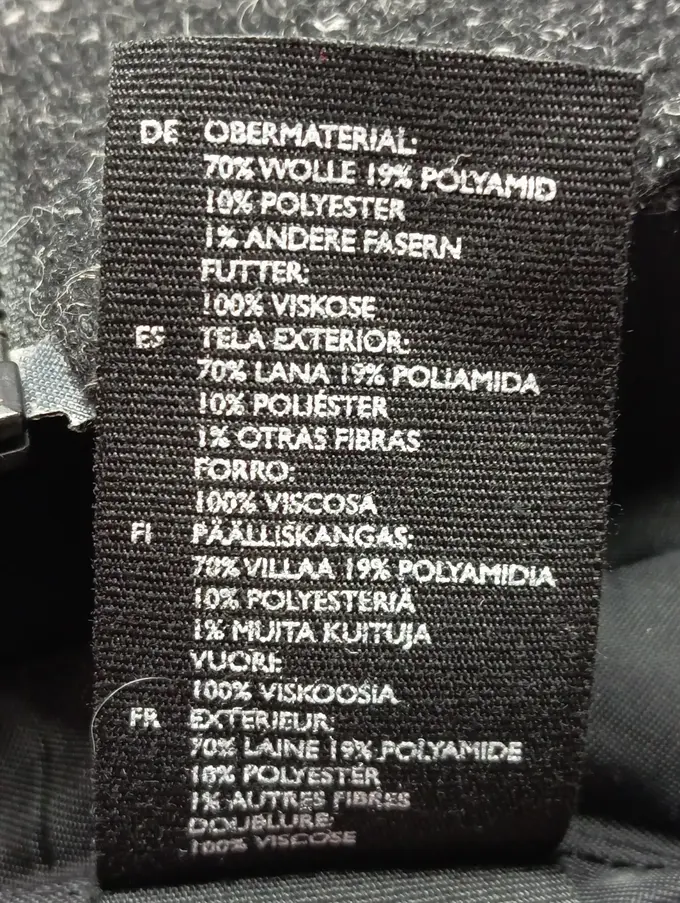 DE OBERMATERIAL:
70% WOLLE 19% POLYAMID
10% POLYESTER
1% ANDERE FASERN
FUTTER:
100% VISKOSE
ES TELA EXTERIOR:
70% LANA 19% POLIAMIDA
10% POLIÉSTER
1% OTRAS FIBRAS
FORRO:
100% VISCOSA
FI PÄÄLLISKANGAS:
70% VILLAA 19% POLYAMIDIA
10% POLYESTERIÄ
1% MUITA KUITUJA
VUORI:
100% VISKOOSIA
FR EXTERIEUR:
70% LAINE 19% POLYAMIDE
10% POLYESTER
1% AUTRES FIBRES
DOUBLURE:
100% VISCOSE